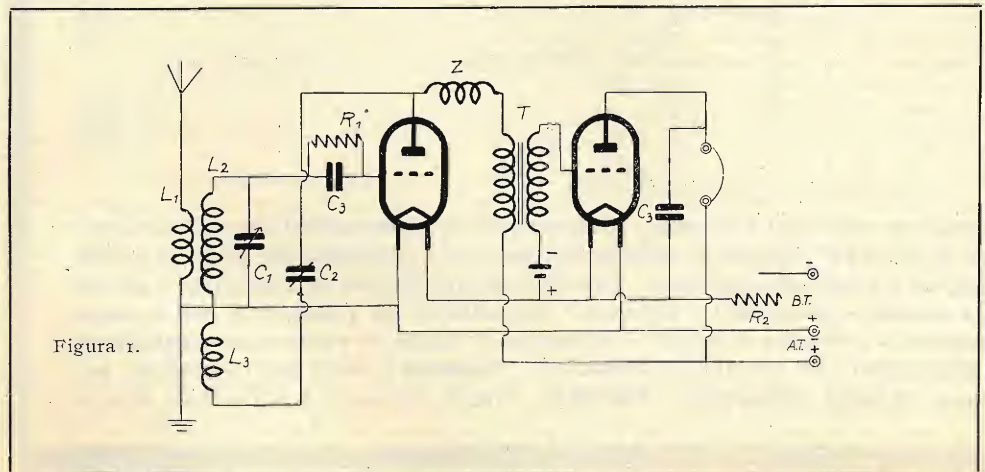 Z
R1
T
L2
L1
C3
C3
C1
C2
-
+
-
B.T.
R2
+
-
A.T. +
Figura 1.
L3